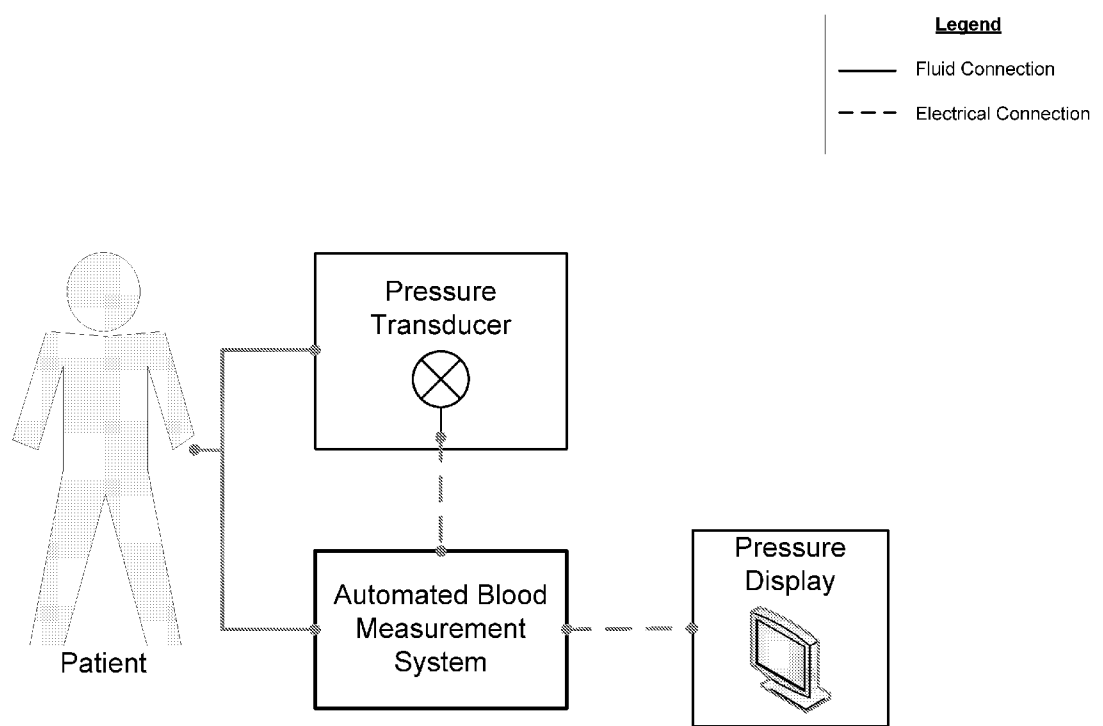 Legend
Fluid Connection
Electrical Connection
Pressure
Transducer
Automated Blood
Measurement
System
Pressure
Display
Patient